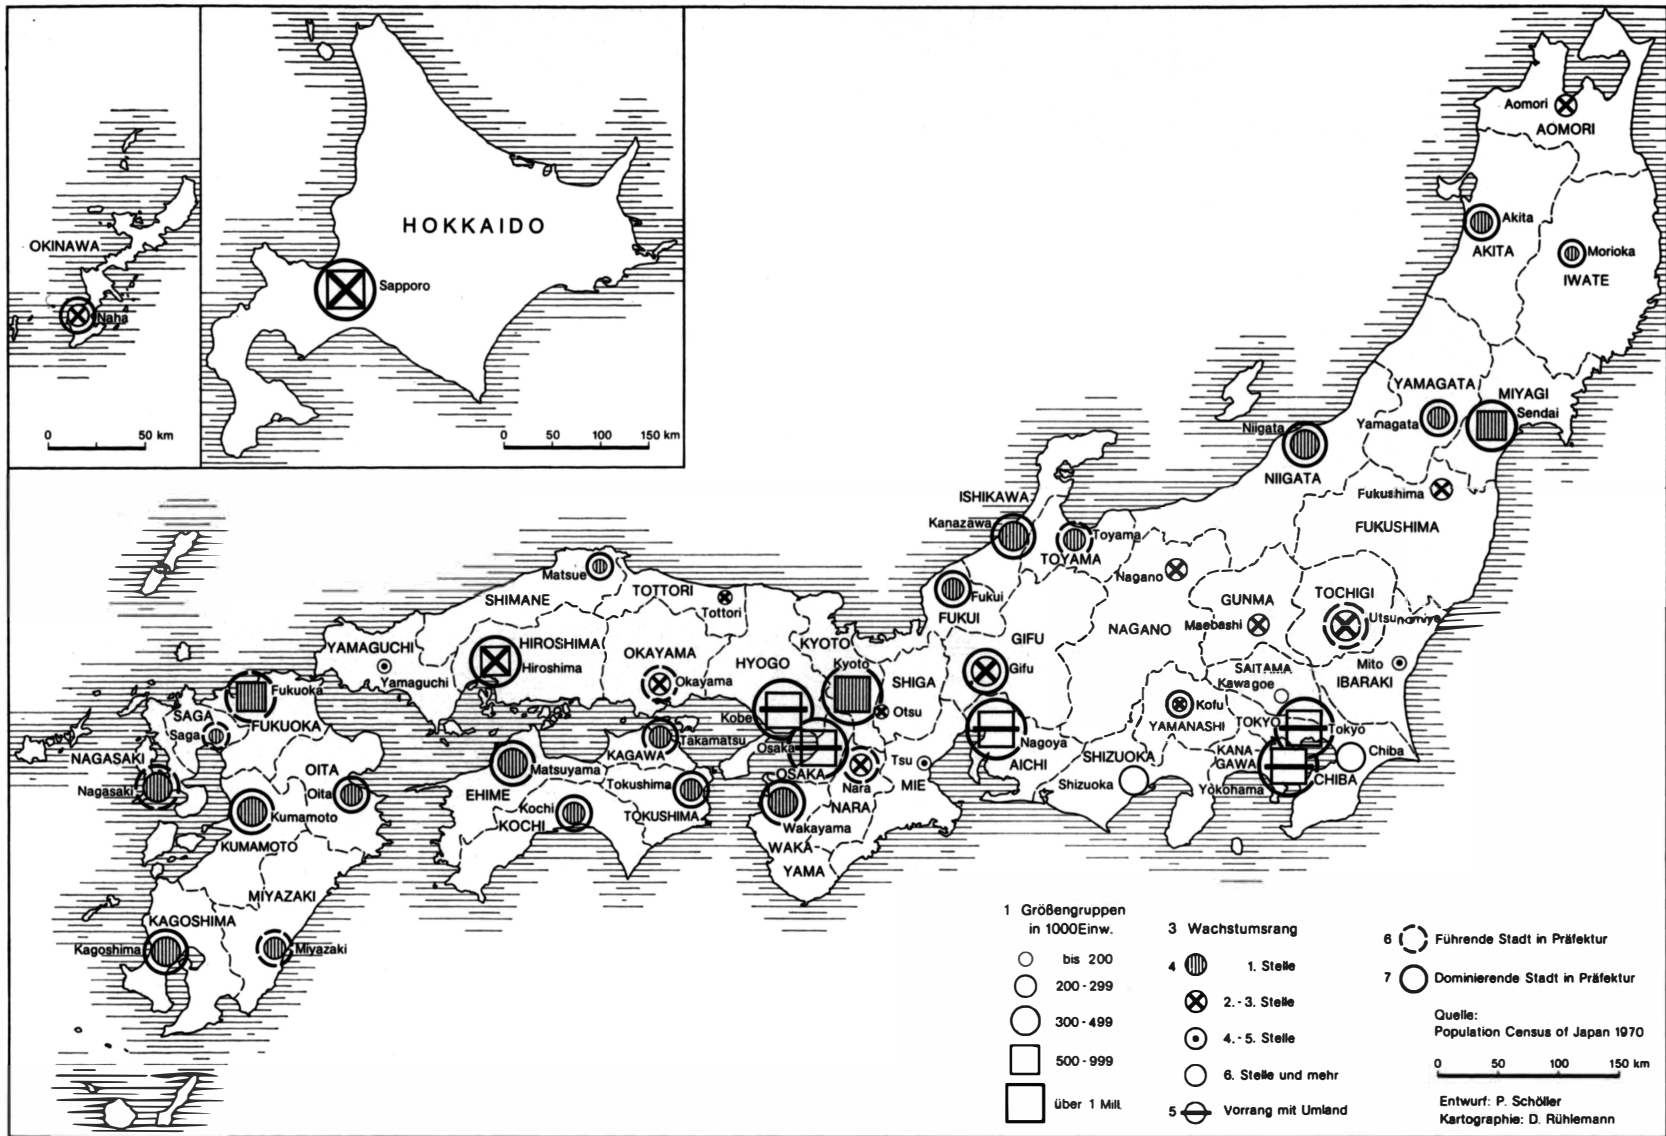 OKINAWA
Naha
0 50 km
HOKKAIDO
Sapporo
0 50 100 150 km
Aomori
AOMORI
Akita
AKITA
Morioka
IWATE
YAMAGATA
Yamagata
MIYAGI
Sendai
Niigata
NIIGATA
Fukushima
FUKUSHIMA
ISHIKAWA
Kanazawa
Toyama
TOYAMA
Nagano
NAGANO
Fukui
FUKUI
GUNMA
Maebashi
TOCHIGI
Utsunomiya
Mito
IBARAKI
SAITAMA
Kawagoe
Kofu
YAMANASHI
TOKYO
Tokyo
Chiba
CHIBA
KANA
GAWA
Yokohama
SHIZUOKA
Shizuoka
GIFU
Gifu
Nagoya
AICHI
SHIGA
Otsu
Tsu
MIE
KYOTO
Kyoto
HYOGO
Kobe
Osaka
OSAKA
Nara
NARA
Wakayama
WAKA-
YAMA
Matsue
SHIMANE
TOTTORI
Tottori
HIROSHIMA
Hiroshima
OKAYAMA
Okayama
YAMAGUCHI
Yamaguchi
Takamatsu
KAGAWA
Matsuyama
EHIME
Tokushima
TOKUSHIMA
Kochi
KOCHI
Fukuoka
FUKUOKA
SAGA
Saga
NAGASAKI
Nagasaki
OITA
Oita
Kumamoto
KUMAMOTO
MIYAZAKI
Miyazaki
KAGOSHIMA
Kagoshima
1 Größengruppen
in 1000Einw.
bis 200
200-299
300-499
500-999
über 1 Mill.
3 Wachstumsrang
4 1. Stelle
2.-3. Stelle
4.-5. Stelle
6. Stelle und mehr
5 Vorrang mit Umland
6 Führende Stadt in Präfektur
7 Dominierende Stadt in Präfektur
Quelle:
Population Census of Japan 1970
0 50 100 150 km
Entwurf: P. Schöller
Kartographie: D. Rühlemann